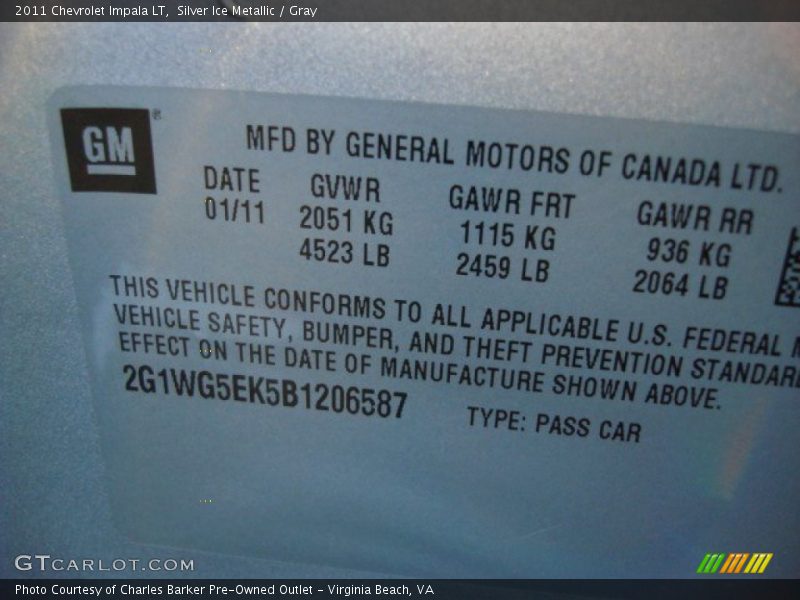 2011 Chevrolet Impala LT, Silver Ice Metallic / Gray
GM®
MFD BY GENERAL MOTORS OF CANADA LTD.
DATE GVWR GAWR FRT GAWR RR
01/11 2051 KG 1115 KG 936 KG
4523 LB 2459 LB 2064 LB
THIS VEHICLE CONFORMS TO ALL APPLICABLE U.S. FEDERAL
VEHICLE SAFETY, BUMPER, AND THEFT PREVENTION STANDAR
EFFECT ON THE DATE OF MANUFACTURE SHOWN ABOVE.
2G1WG5EK5B1206587 TYPE: PASS CAR
GTCARLOT.COM
Photo Courtesy of Charles Barker Pre-Owned Outlet - Virginia Beach, VA